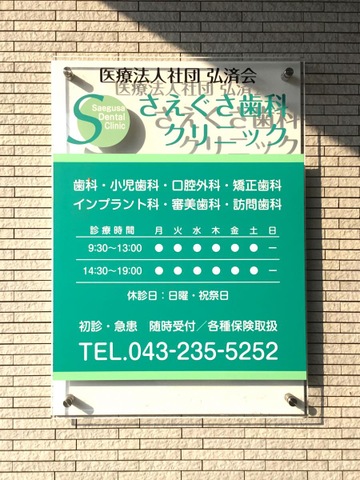 医療法人社団 弘済会
Saegusa
Dental
Clinic
さえぐさ歯科
クリニック
歯科・小児歯科・口腔外科・矯正歯科
インプラント科・審美歯科・訪問歯科
診療時間 月 火 水 木 金 土 日
9:30～13:00 ● ● ● ● ● ● ー
14:30～19:00 ● ● ● ● ● ● ー
休診日：日曜・祝祭日
初診・急患 随時受付／各種保険取扱
TEL.043-235-5252